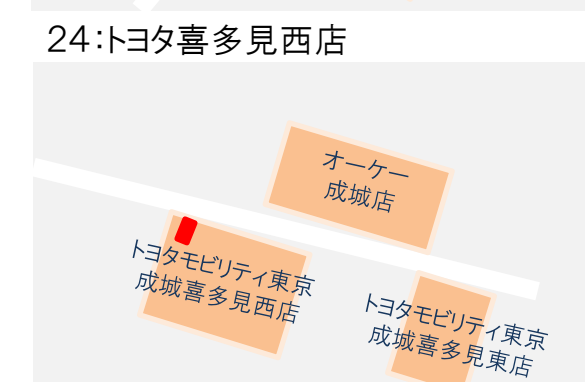 24:トヨタ喜多見西店
オーケー
成城店
トヨタモビリティ東京
成城喜多見西店
トヨタモビリティ東京
成城喜多見東店